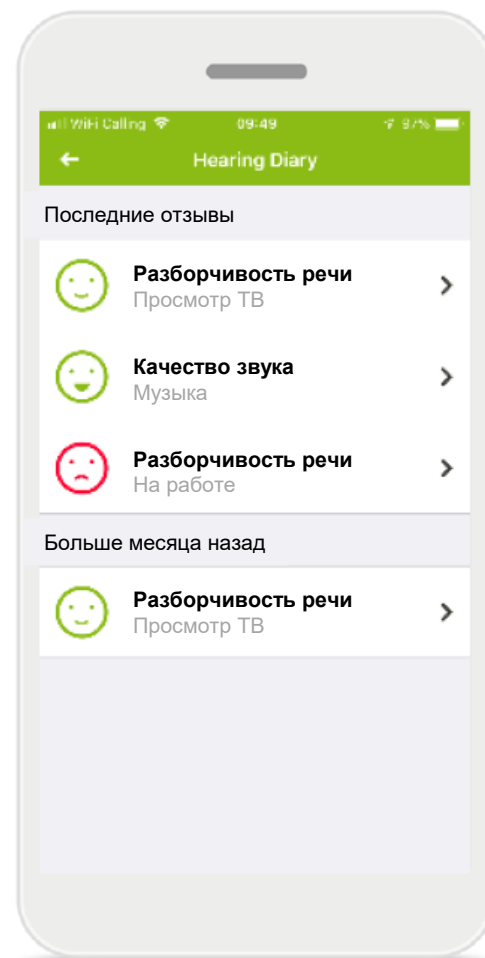 WiFi Calling 09:49 97%
Hearing Diary
Последние отзывы
Разборчивость речи
Просмотр ТВ
Качество звука
Музыка
Разборчивость речи
На работе
Больше месяца назад
Разборчивость речи
Просмотр ТВ